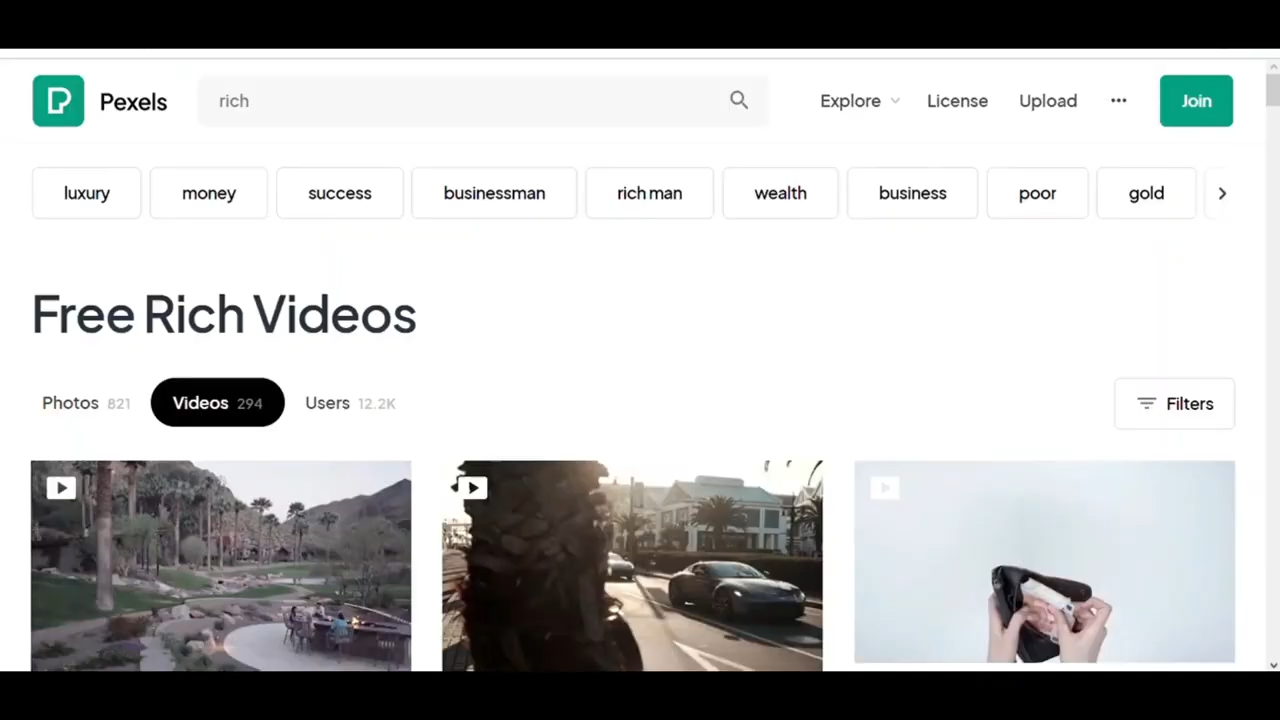 Pexels rich Explore License Upload ••• Join
luxury money success businessman rich man wealth business poor gold
Free Rich Videos
Photos 821 Videos 294 Users 12.2K Filters